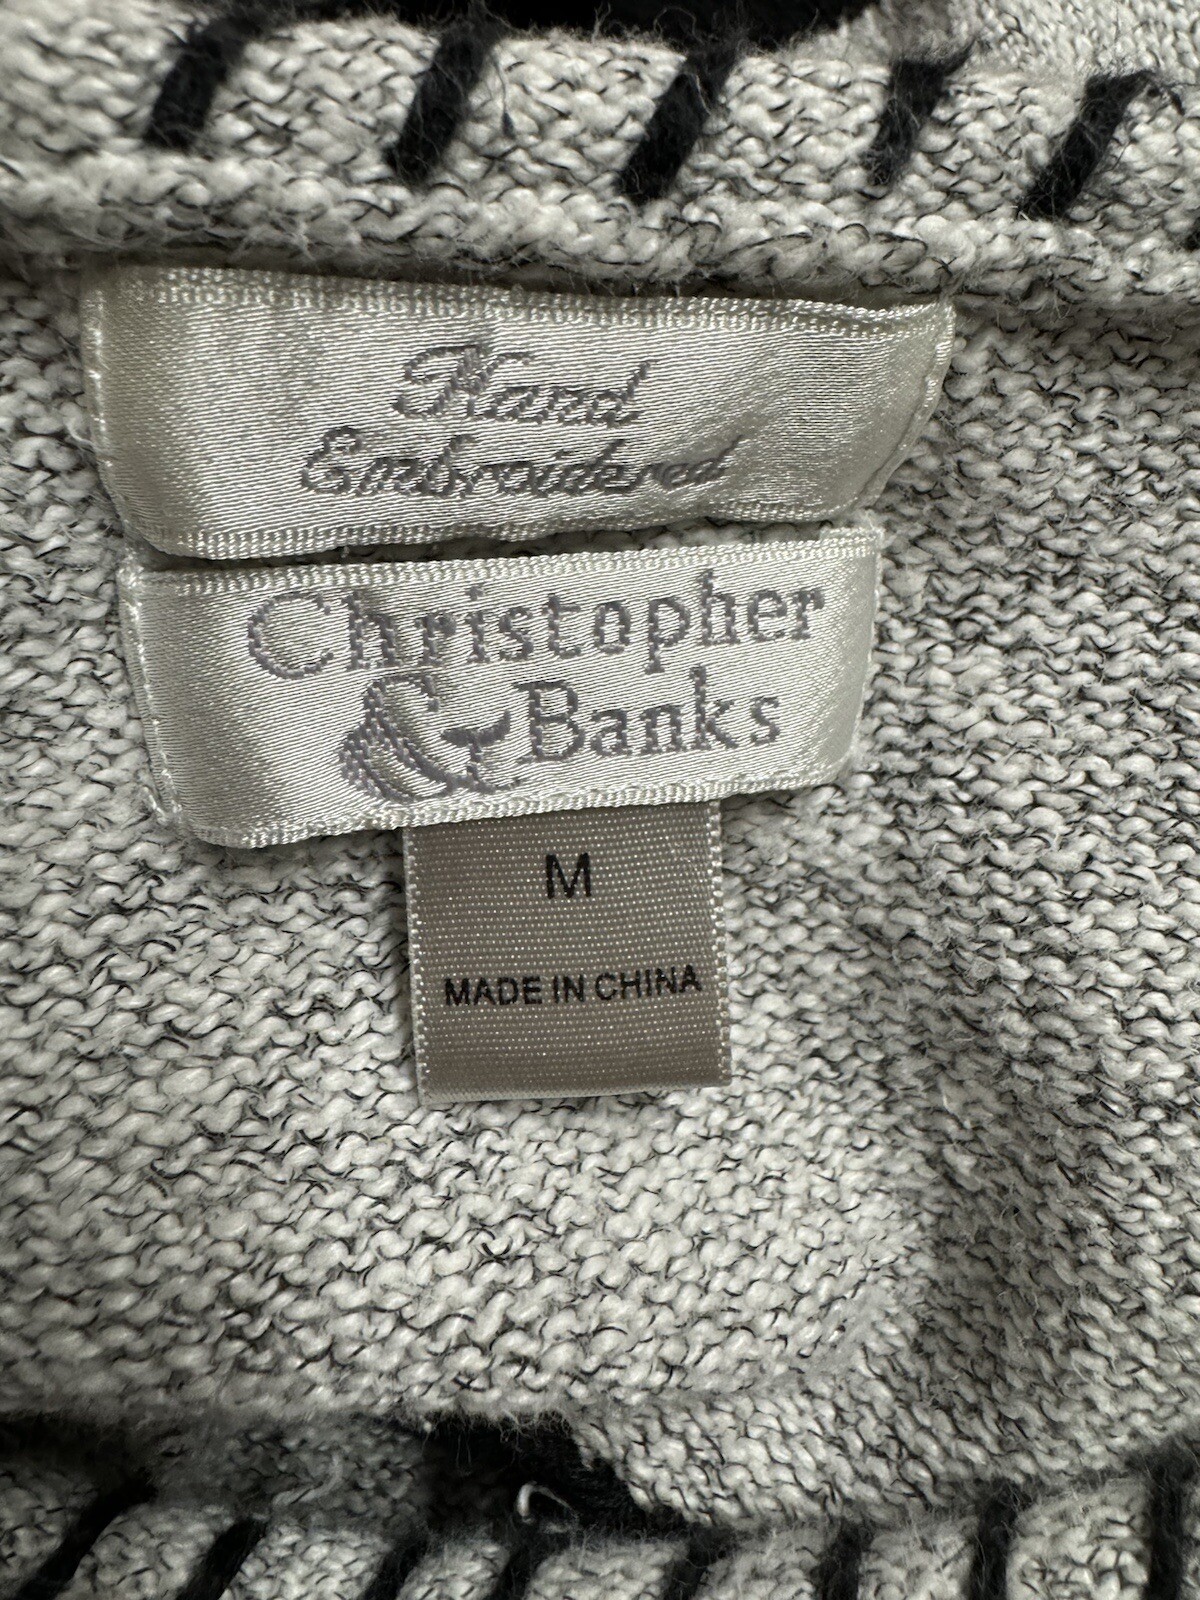 Hand
Embroidered
Christopher
& Banks
M
MADE IN CHINA